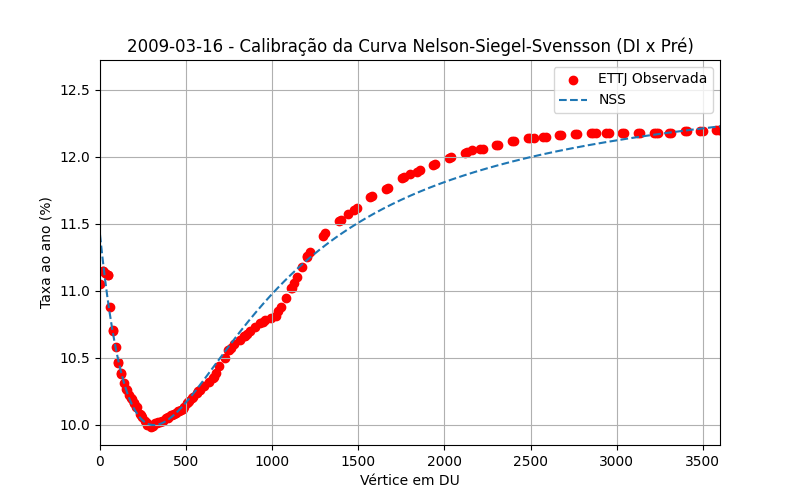 2009-03-16 - Calibração da Curva Nelson-Siegel-Svensson (DI x Pré)
ETTJ Observada
NSS
Taxa ao ano (%)
12.5
12.0
11.5
11.0
10.5
10.0
0 500 1000 1500 2000 2500 3000 3500
Vértice em DU